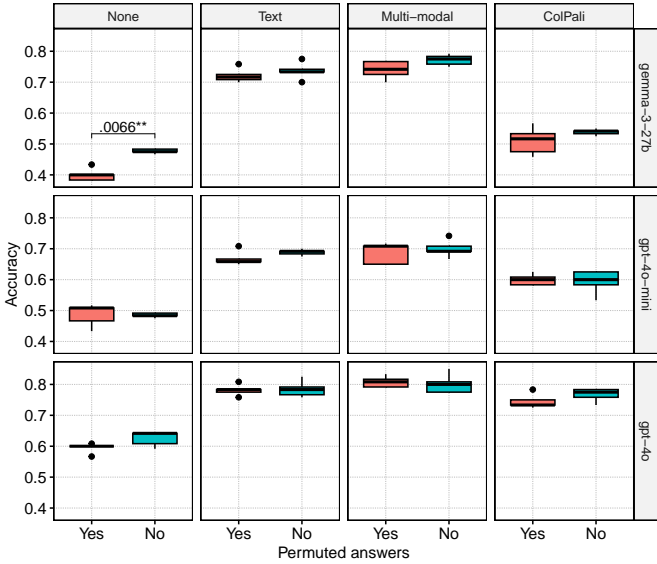 None Text Multi−modal ColPali
0.8
0.7
0.6
0.5
0.4
.0066**
gemma-3-27b
0.8
0.7
0.6
0.5
0.4
gpt-4o-mini
0.8
0.7
0.6
0.5
0.4
gpt-4o
Accuracy
Yes No Yes No Yes No Yes No
Permuted answers